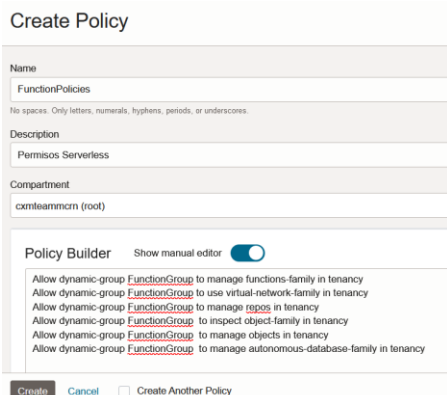 Create Policy
Name
FunctionPolicies
No spaces. Only letters, numerals, hyphens, periods, or underscores.
Description
Permisos Serverless
Compartment
cxmteammcrn (root)
Policy Builder Show manual editor
Allow dynamic-group FunctionGroup to manage functions-family in tenancy
Allow dynamic-group FunctionGroup to use virtual-network-family in tenancy
Allow dynamic-group FunctionGroup to manage repos in tenancy
Allow dynamic-group FunctionGroup to inspect object-family in tenancy
Allow dynamic-group FunctionGroup to manage objects in tenancy
Allow dynamic-group FunctionGroup to manage autonomous-database-family in tenancy
Create Cancel Create Another Policy